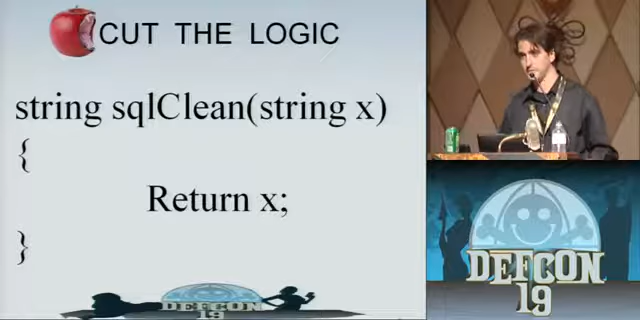 CUT THE LOGIC
string sqlClean(string x)
{
Return x;
}
DEFCON
19
DEFCON
19